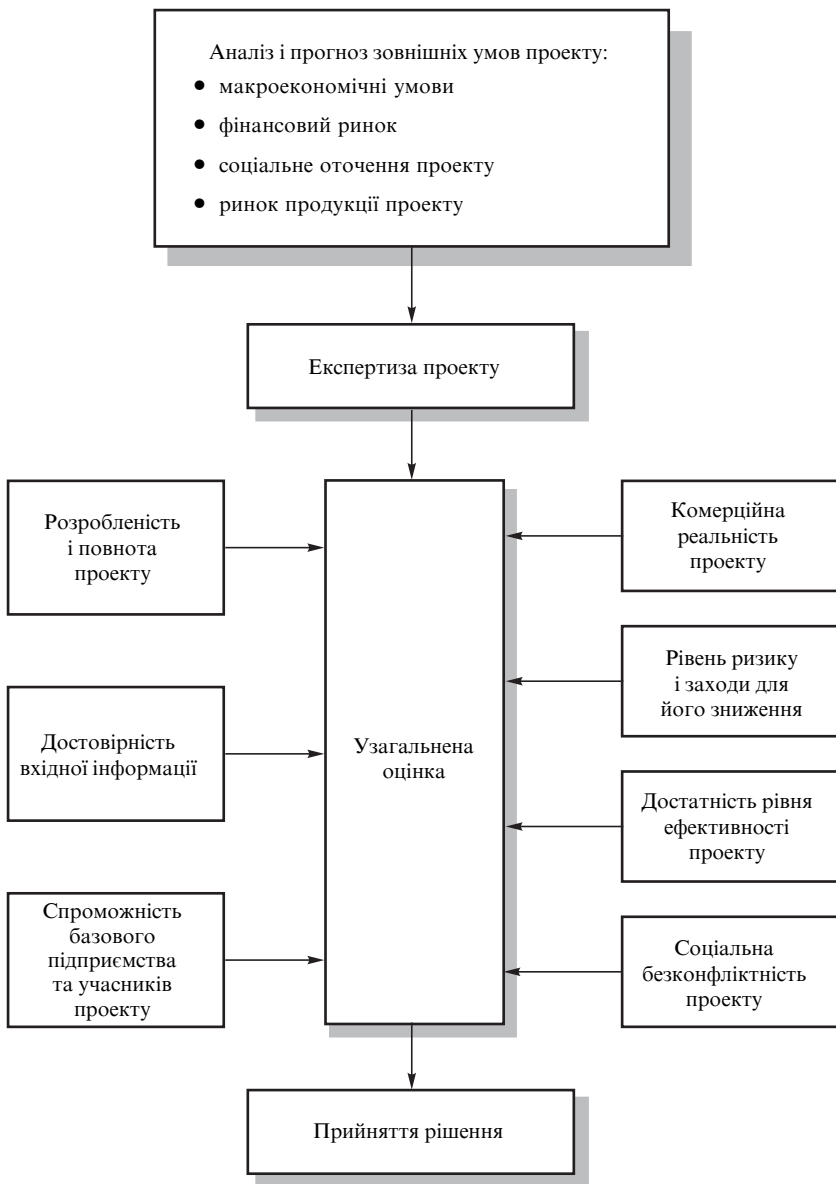 Аналіз і прогноз зовнішніх умов проекту:
• макроекономічні умови
• фінансовий ринок
• соціальне оточення проекту
• ринок продукції проекту
Експертиза проекту
Розробленість
і повнота
проекту
Достовірність
вхідної інформації
Спроможність
базового
підприємства
та учасників
проекту
Узагальнена
оцінка
Комерційна
реальність
проекту
Рівень ризику
і заходи для
його зниження
Достатність рівня
ефективності
проекту
Соціальна
безконфліктність
проекту
Прийняття рішення